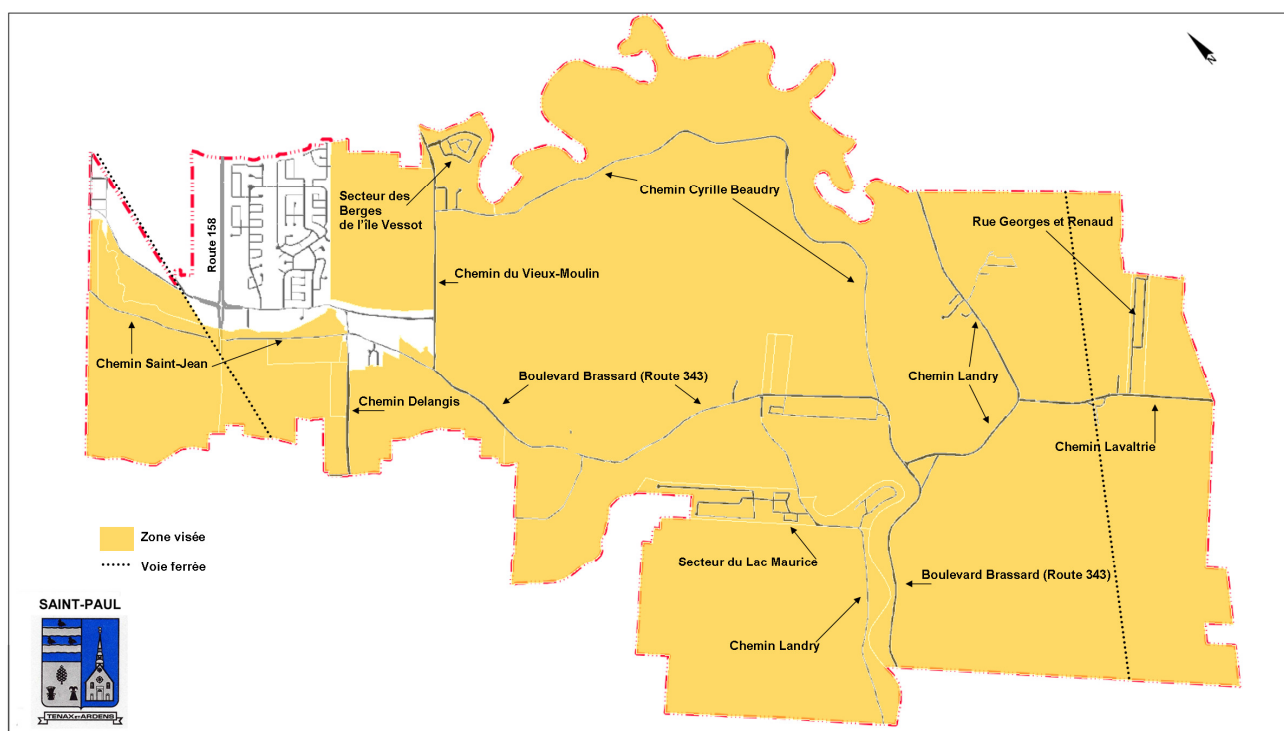 N
Secteur des
Berges
de l'île Vessot
Chemin Cyrille Beaudry
Rue Georges et Renaud
Route 158
Chemin du Vieux-Moulin
Chemin Saint-Jean
Boulevard Brassard (Route 343)
Chemin Landry
Chemin Delangis
Chemin Lavaltrie
Zone visée
Voie ferrée
Secteur du Lac Maurice
Boulevard Brassard (Route 343)
Chemin Landry
SAINT-PAUL
TENAX et ARDENS